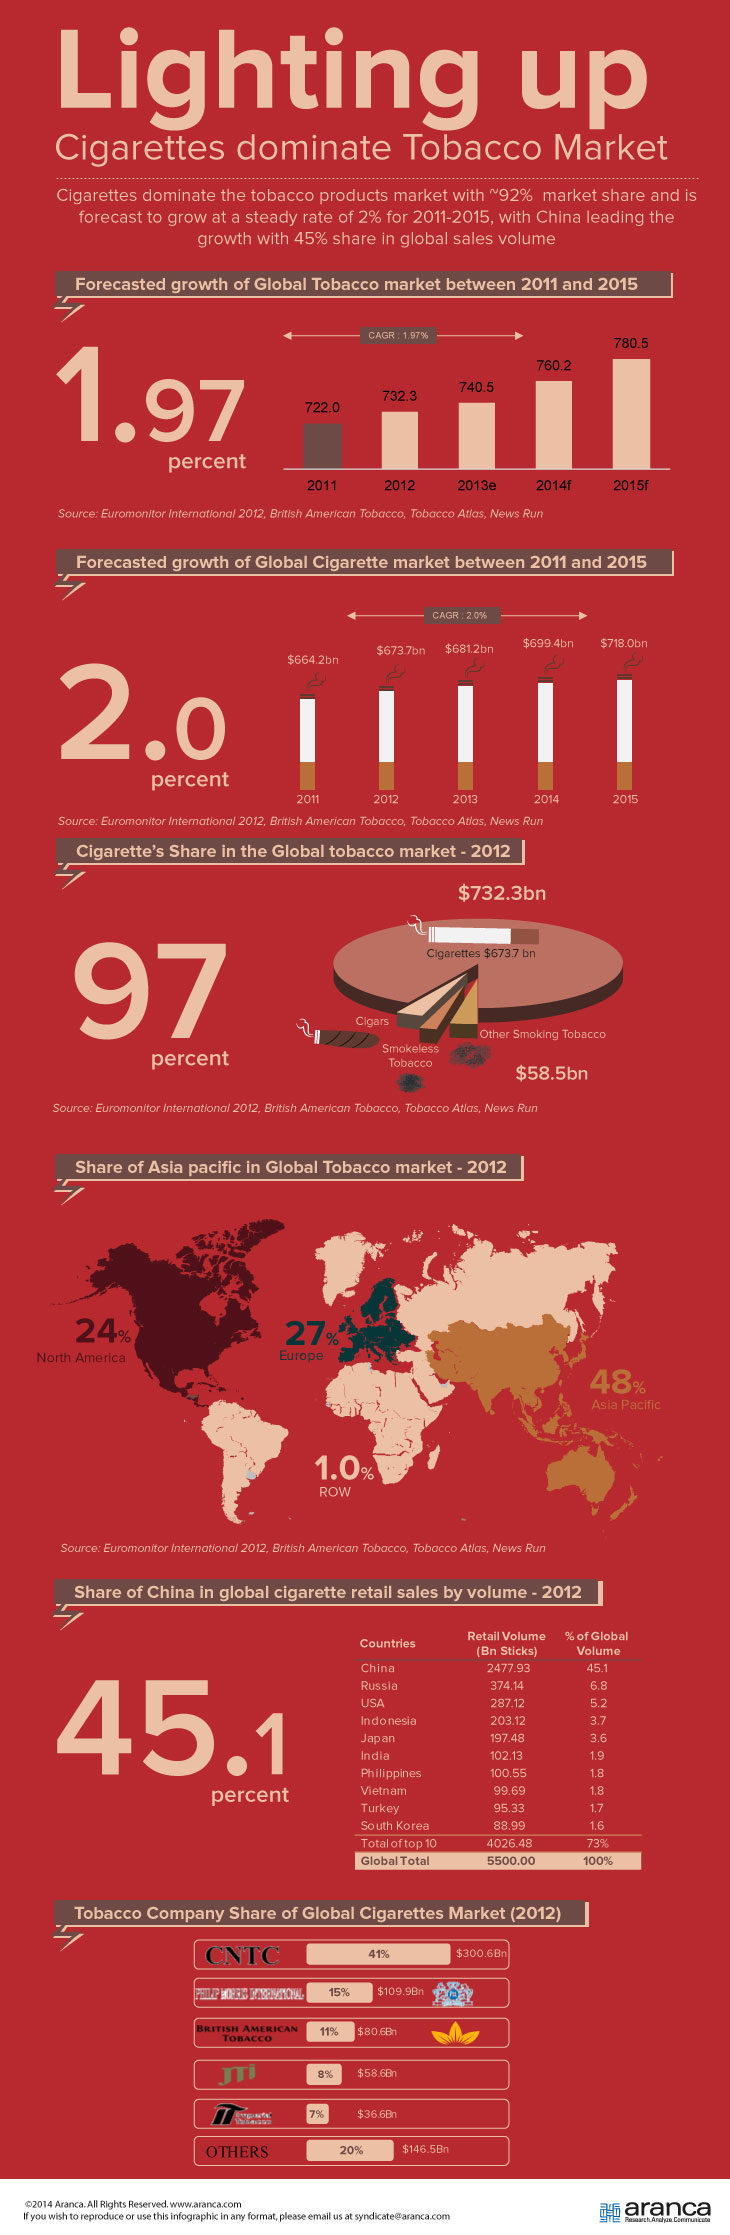 Lighting up
Cigarettes dominate Tobacco Market
Cigarettes dominate the tobacco products market with ~92% market share and is
forecast to grow at a steady rate of 2% for 2011-2015, with China leading the
growth with 45% share in global sales volume
Forecasted growth of Global Tobacco market between 2011 and 2015
1.97
percent
CAGR : 1.97%
722.0
732.3
740.5
760.2
780.5
2011
2012
2013e
2014f
2015f
Source: Euromonitor International 2012, British American Tobacco, Tobacco Atlas, News Run
Forecasted growth of Global Cigarette market between 2011 and 2015
2.0
percent
CAGR : 2.0%
$664.2bn
$673.7bn
$681.2bn
$699.4bn
$718.0bn
2011
2012
2013
2014
2015
Source: Euromonitor International 2012, British American Tobacco, Tobacco Atlas, News Run
Cigarette's Share in the Global tobacco market - 2012
97
percent
$732.3bn
Cigarettes $673.7 bn
Cigars
Smokeless
Tobacco
Other Smoking Tobacco
$58.5bn
Source: Euromonitor International 2012, British American Tobacco, Tobacco Atlas, News Run
Share of Asia pacific in Global Tobacco market - 2012
24%
North America
27%
Europe
48%
Asia Pacific
1.0%
ROW
Source: Euromonitor International 2012, British American Tobacco, Tobacco Atlas, News Run
Share of China in global cigarette retail sales by volume - 2012
45.1
percent
Countries Retail Volume (Bn Sticks) % of Global Volume
China 2477.93 45.1
Russia 374.14 6.8
USA 287.12 5.2
Indonesia 203.12 3.7
Japan 197.48 3.6
India 102.13 1.9
Philippines 100.55 1.8
Vietnam 99.69 1.8
Turkey 95.33 1.7
South Korea 88.99 1.6
Total of top 10 4026.48 73%
Global Total 5500.00 100%
Tobacco Company Share of Global Cigarettes Market (2012)
CNTC 41% $300.6Bn
PHILIP MORRIS INTERNATIONAL 15% $109.9Bn
BRITISH AMERICAN TOBACCO 11% $80.6Bn
JTi 8% $58.6Bn
7% $36.6Bn
OTHERS 20% $146.5Bn
©2014 Aranca. All Rights Reserved. www.aranca.com
If you wish to reproduce or use this infographic in any format, please email us at syndicate@aranca.com
aranca
Research.Analyze.Communicate